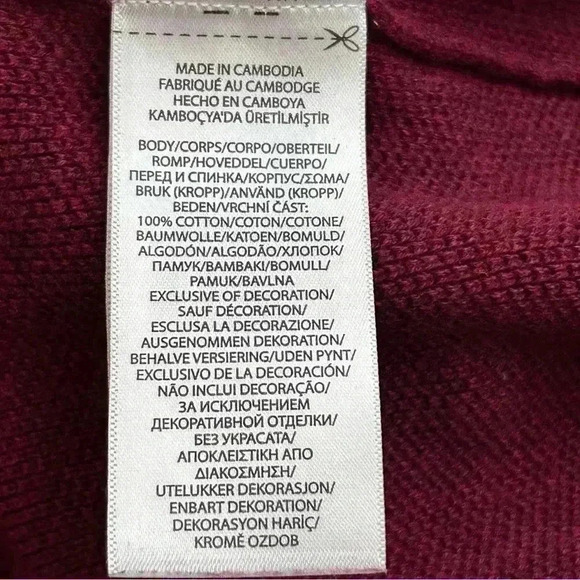 MADE IN CAMBODIA
FABRIQUÉ AU CAMBODGE
HECHO EN CAMBOYA
KAMBOÇYA'DA ÜRETİLMİŞTİR
BODY/CORPS/CORPO/OBERTEIL/
ROMP/HOVEDDEL/CUERPO/
ПЕРЕД И СПИНКА/КОРПУС/ΣΩΜΑ/
BRUK (KROPP)/ANVÄND (KROPP)/
BEDEN/VRCHNÍ ČÁST:
100% COTTON/COTON/COTONE/
BAUMWOLLE/KATOEN/BOMULD/
ALGODÓN/ALGODÃO/ХЛОПОК/
ПАМУК/ΒΑΜΒΑΚΙ/BOMULL/
PAMUK/BAVLNA
EXCLUSIVE OF DECORATION/
SAUF DÉCORATION/
ESCLUSA LA DECORAZIONE/
AUSGENOMMEN DEKORATION/
BEHALVE VERSIERING/UDEN PYNT/
EXCLUSIVO DE LA DECORACIÓN/
NÃO INCLUI DECORAÇÃO/
ЗА ИСКЛЮЧЕНИЕМ
ДЕКОРАТИВНОЙ ОТДЕЛКИ/
БЕЗ УКРАСАТА/
ΑΠΟΚΛΕΙΣΤΙΚΗ ΑΠΟ
ΔΙΑΚΟΣΜΗΣΗ/
UTELUKKER DEKORASJON/
ENBART DEKORATION/
DEKORASYON HARİÇ/
KROMĚ OZDOB